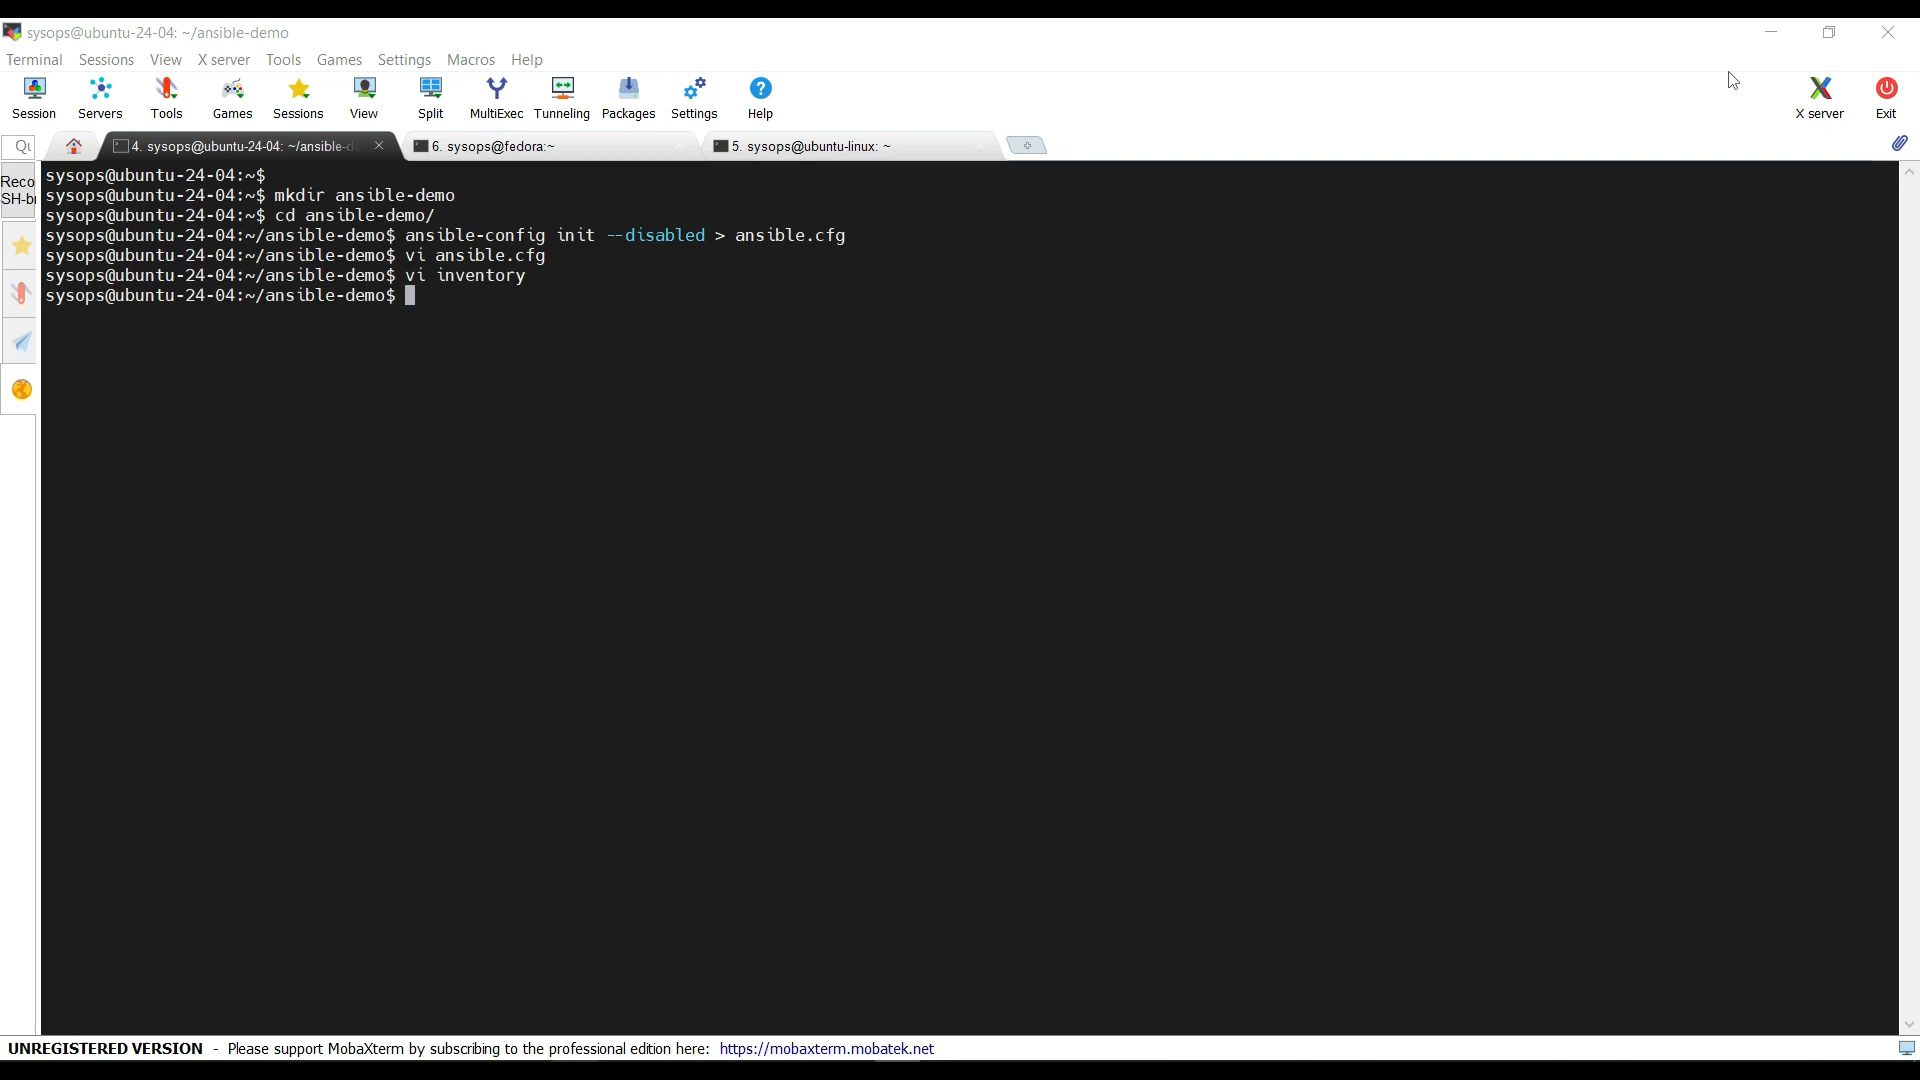 sysops@ubuntu-24-04: ~/ansible-demo
Terminal Sessions View X server Tools Games Settings Macros Help
Session Servers Tools Games Sessions View Split MultiExec Tunneling Packages Settings Help X server Exit
4. sysops@ubuntu-24-04: ~/ansible-d 6. sysops@fedora:~ 5. sysops@ubuntu-linux: ~
Reco
sysops@ubuntu-24-04:~$
sysops@ubuntu-24-04:~$ mkdir ansible-demo
sysops@ubuntu-24-04:~$ cd ansible-demo/
sysops@ubuntu-24-04:~/ansible-demo$ ansible-config init --disabled > ansible.cfg
sysops@ubuntu-24-04:~/ansible-demo$ vi ansible.cfg
sysops@ubuntu-24-04:~/ansible-demo$ vi inventory
sysops@ubuntu-24-04:~/ansible-demo$
UNREGISTERED VERSION - Please support MobaXterm by subscribing to the professional edition here: https://mobaxterm.mobatek.net